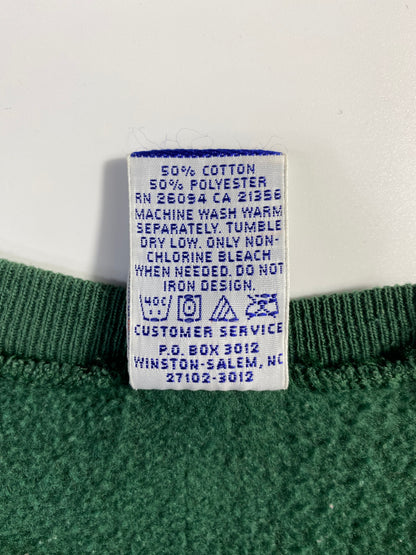 50% COTTON
50% POLYESTER
RN 26094 CA 21356
MACHINE WASH WARM
SEPARATELY. TUMBLE
DRY LOW. ONLY NON-
CHLORINE BLEACH
WHEN NEEDED. DO NOT
IRON DESIGN.
40C
CUSTOMER SERVICE
P.O. BOX 3012
WINSTON-SALEM, NC
27102-3012